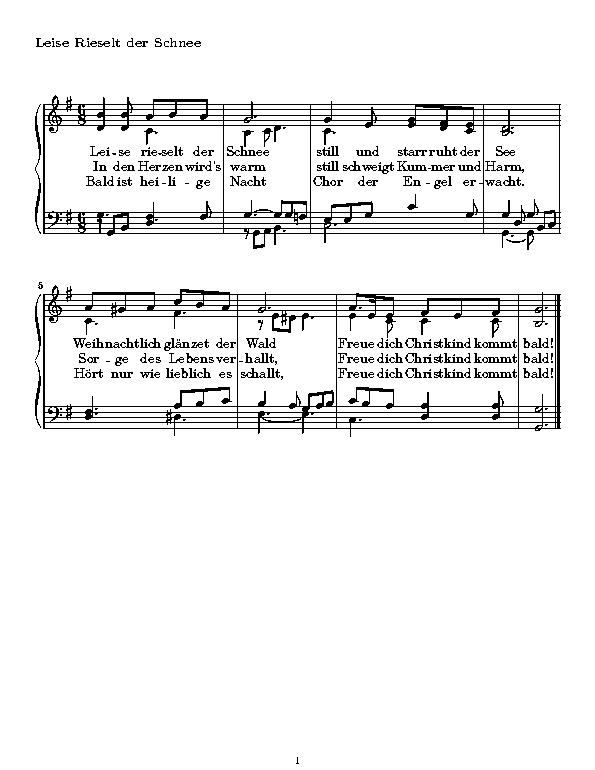 Leise Rieselt der Schnee
Lei - se rie-selt der Schnee still und starr ruht der See
In den Herzen wird's warm still schweigt Kum-mer und Harm,
Bald ist hei - li - ge Nacht Chor der En - gel er-wacht.
5
Weihnachtlich glänzet der Wald Freue dich Christkind kommt bald!
Sor - ge des Lebens ver-hallt, Freue dich Christkind kommt bald!
Hört nur wie lieblich es schallt, Freue dich Christkind kommt bald!
1